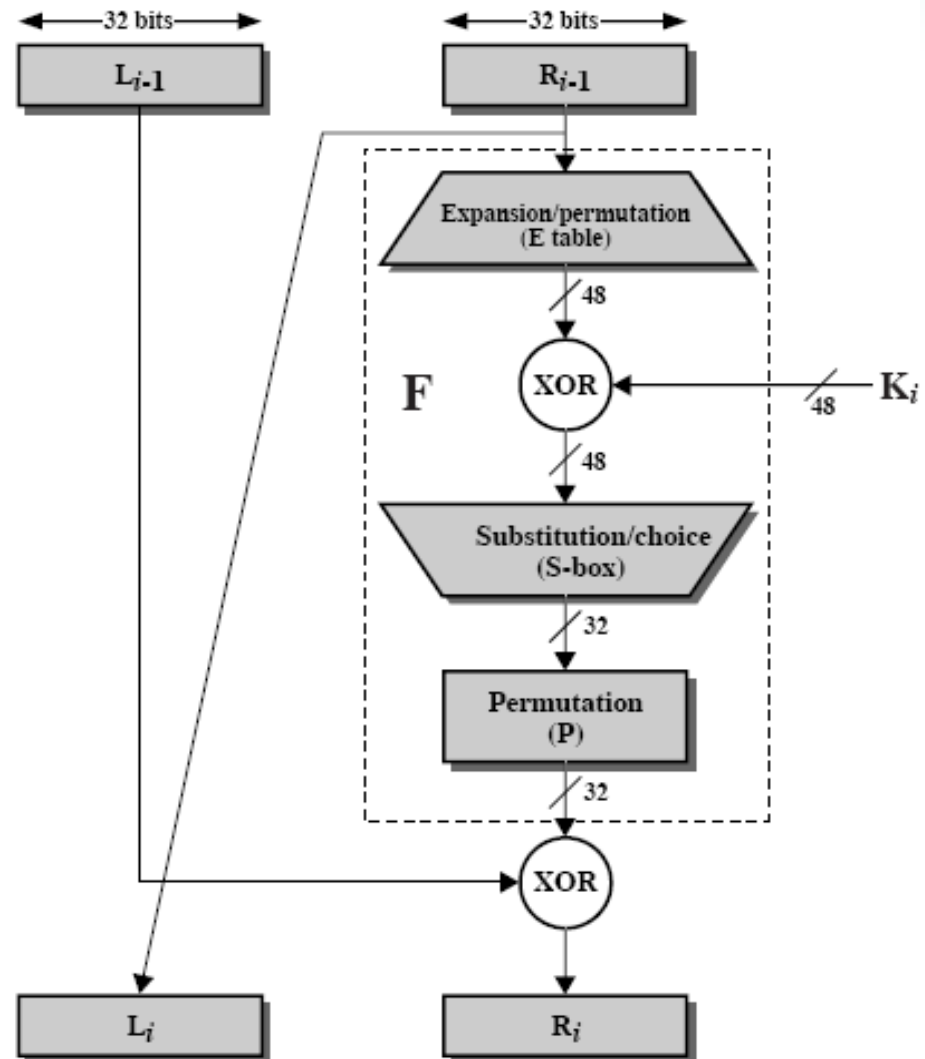 32 bits
32 bits
Li-1
Ri-1
Expansion/permutation
(E table)
48
F
XOR
Ki
48
48
Substitution/choice
(S-box)
32
Permutation
(P)
32
XOR
Li
Ri